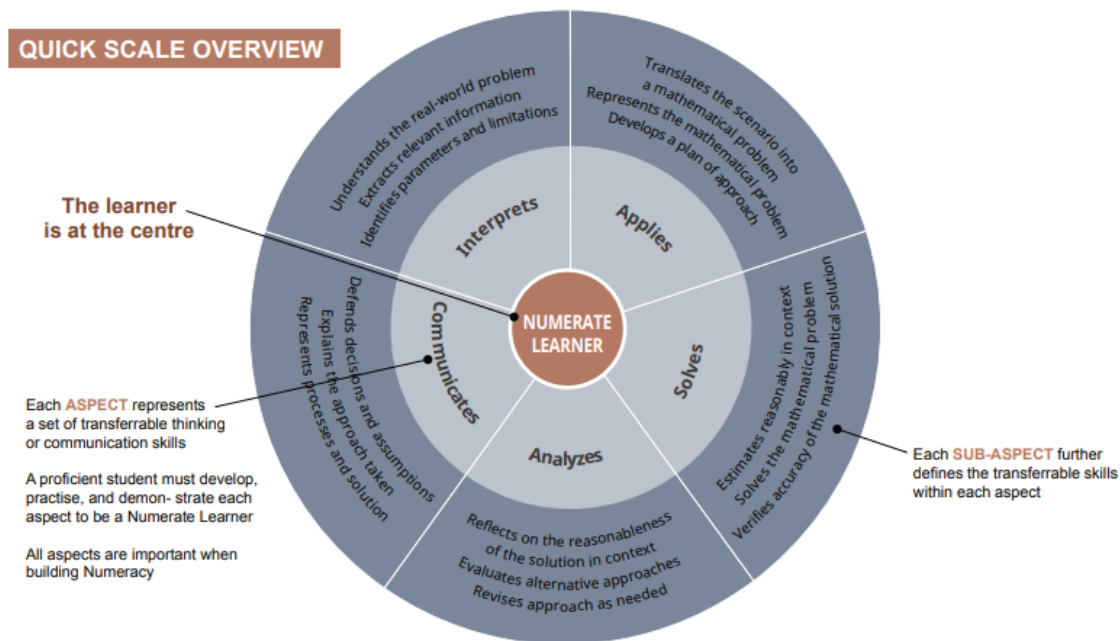 QUICK SCALE OVERVIEW
The learner
is at the centre
Each ASPECT represents
a set of transferrable thinking
or communication skills
A proficient student must develop,
practise, and demon- strate each
aspect to be a Numerate Learner
All aspects are important when
building Numeracy
NUMERATE
LEARNER
Interprets
Understands the real-world problem
Extracts relevant information
Identifies parameters and limitations
Applies
Translates the scenario into
a mathematical problem
Represents the mathematical problem
Develops a plan of approach
Solves
Estimates reasonably in context
Solves the mathematical problem
Verifies accuracy of the mathematical solution
Analyzes
Reflects on the reasonableness
of the solution in context
Evaluates alternative approaches
Revises approach as needed
Communicates
Defends decisions and assumptions
Explains the approach taken
Represents processes and solution
Each SUB-ASPECT further
defines the transferrable skills
within each aspect